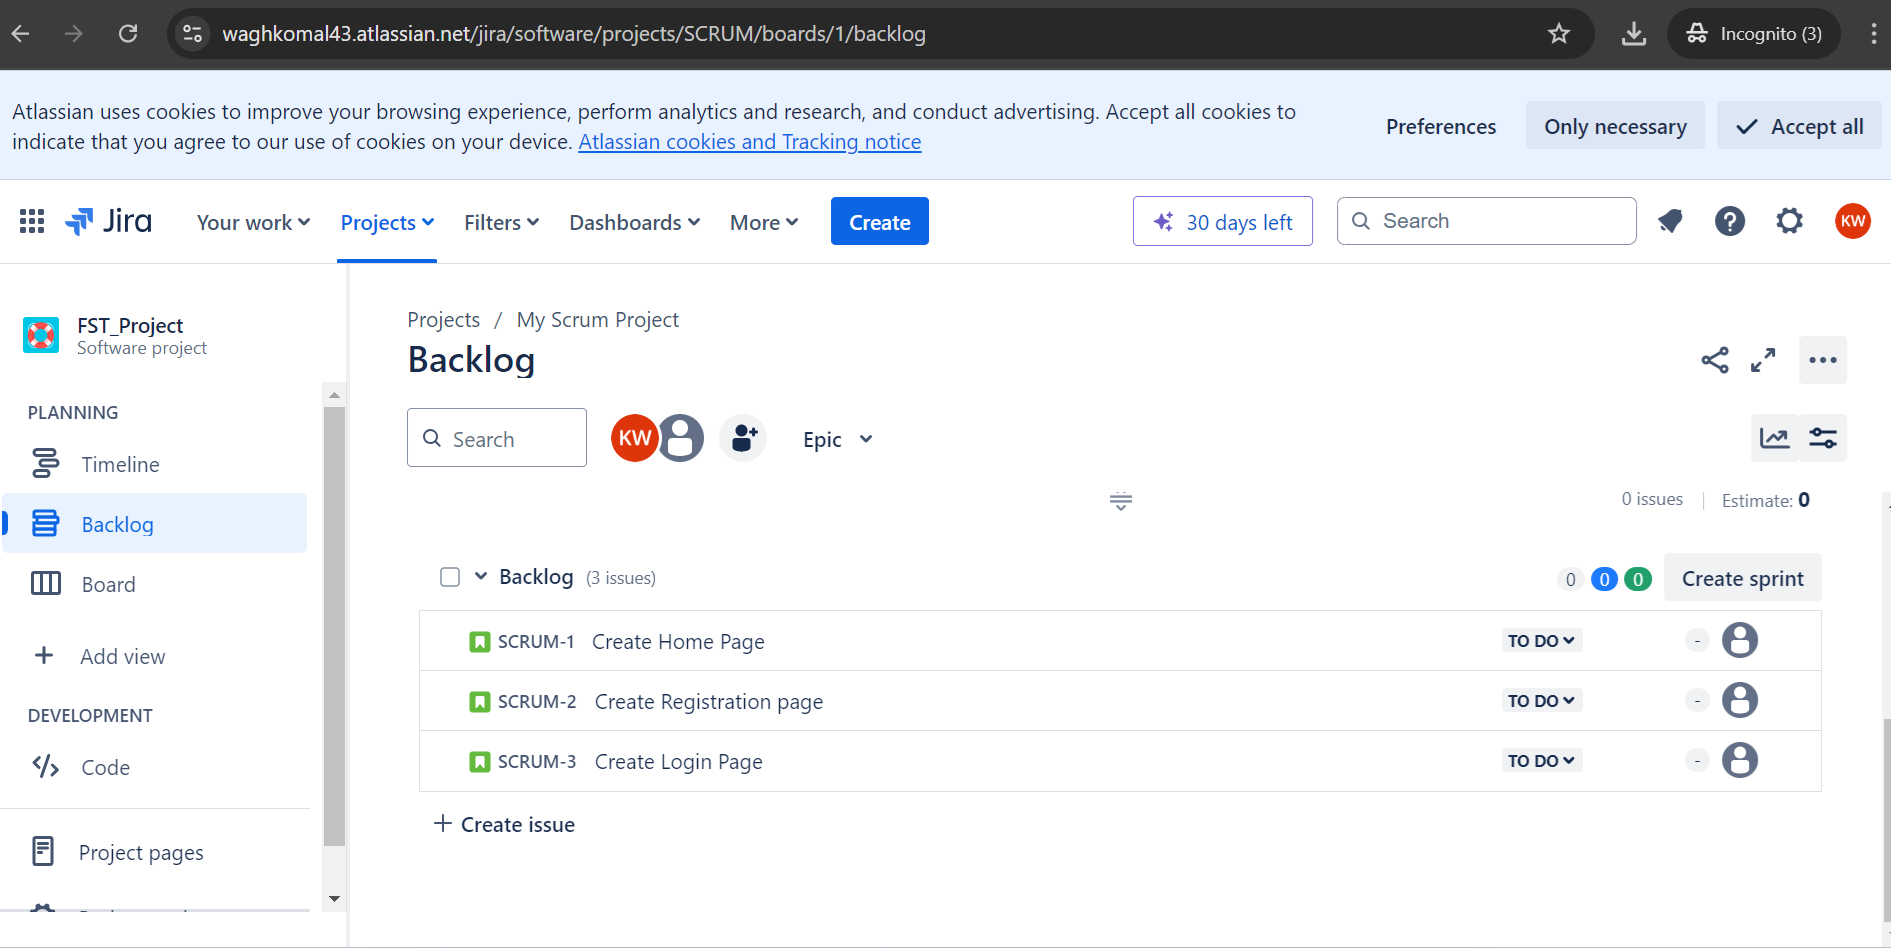 waghkomal43.atlassian.net/jira/software/projects/SCRUM/boards/1/backlog
Incognito (3)
Atlassian uses cookies to improve your browsing experience, perform analytics and research, and conduct advertising. Accept all cookies to
indicate that you agree to our use of cookies on your device. Atlassian cookies and Tracking notice
Preferences
Only necessary
Accept all
Jira
Your work
Projects
Filters
Dashboards
More
Create
30 days left
Search
KW
FST_Project
Software project
PLANNING
Timeline
Backlog
Board
Add view
DEVELOPMENT
Code
Project pages
Projects / My Scrum Project
Backlog
Search
KW
Epic
0 issues
Estimate: 0
Backlog (3 issues)
0 0 0
Create sprint
SCRUM-1 Create Home Page TO DO -
SCRUM-2 Create Registration page TO DO -
SCRUM-3 Create Login Page TO DO -
+ Create issue